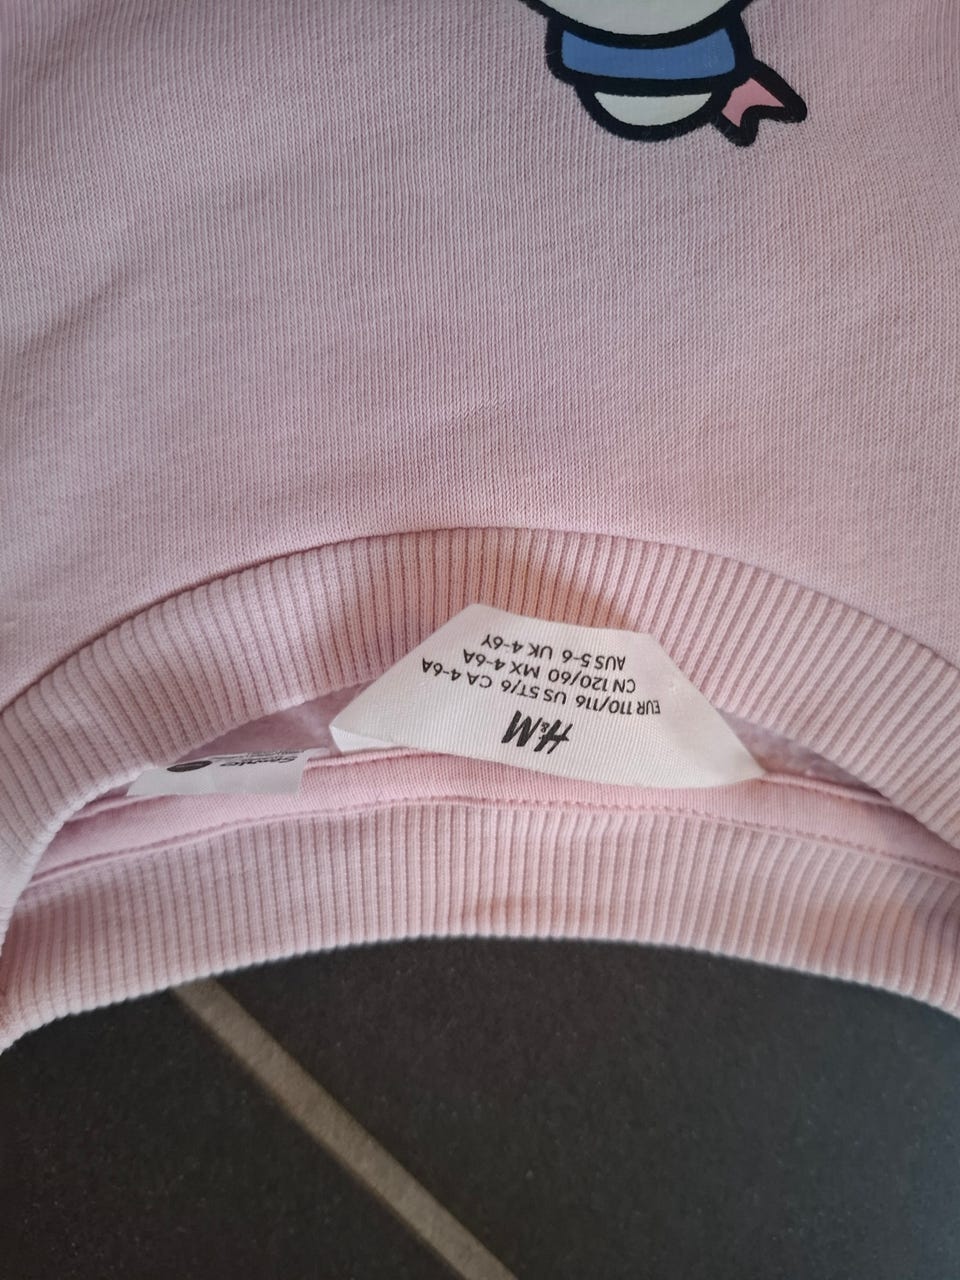 H&M
EUR 110/116 US 5T/6 CA 4-6A
CN 120/60 MX 4-6A
AUS 5-6 UK 4-6Y